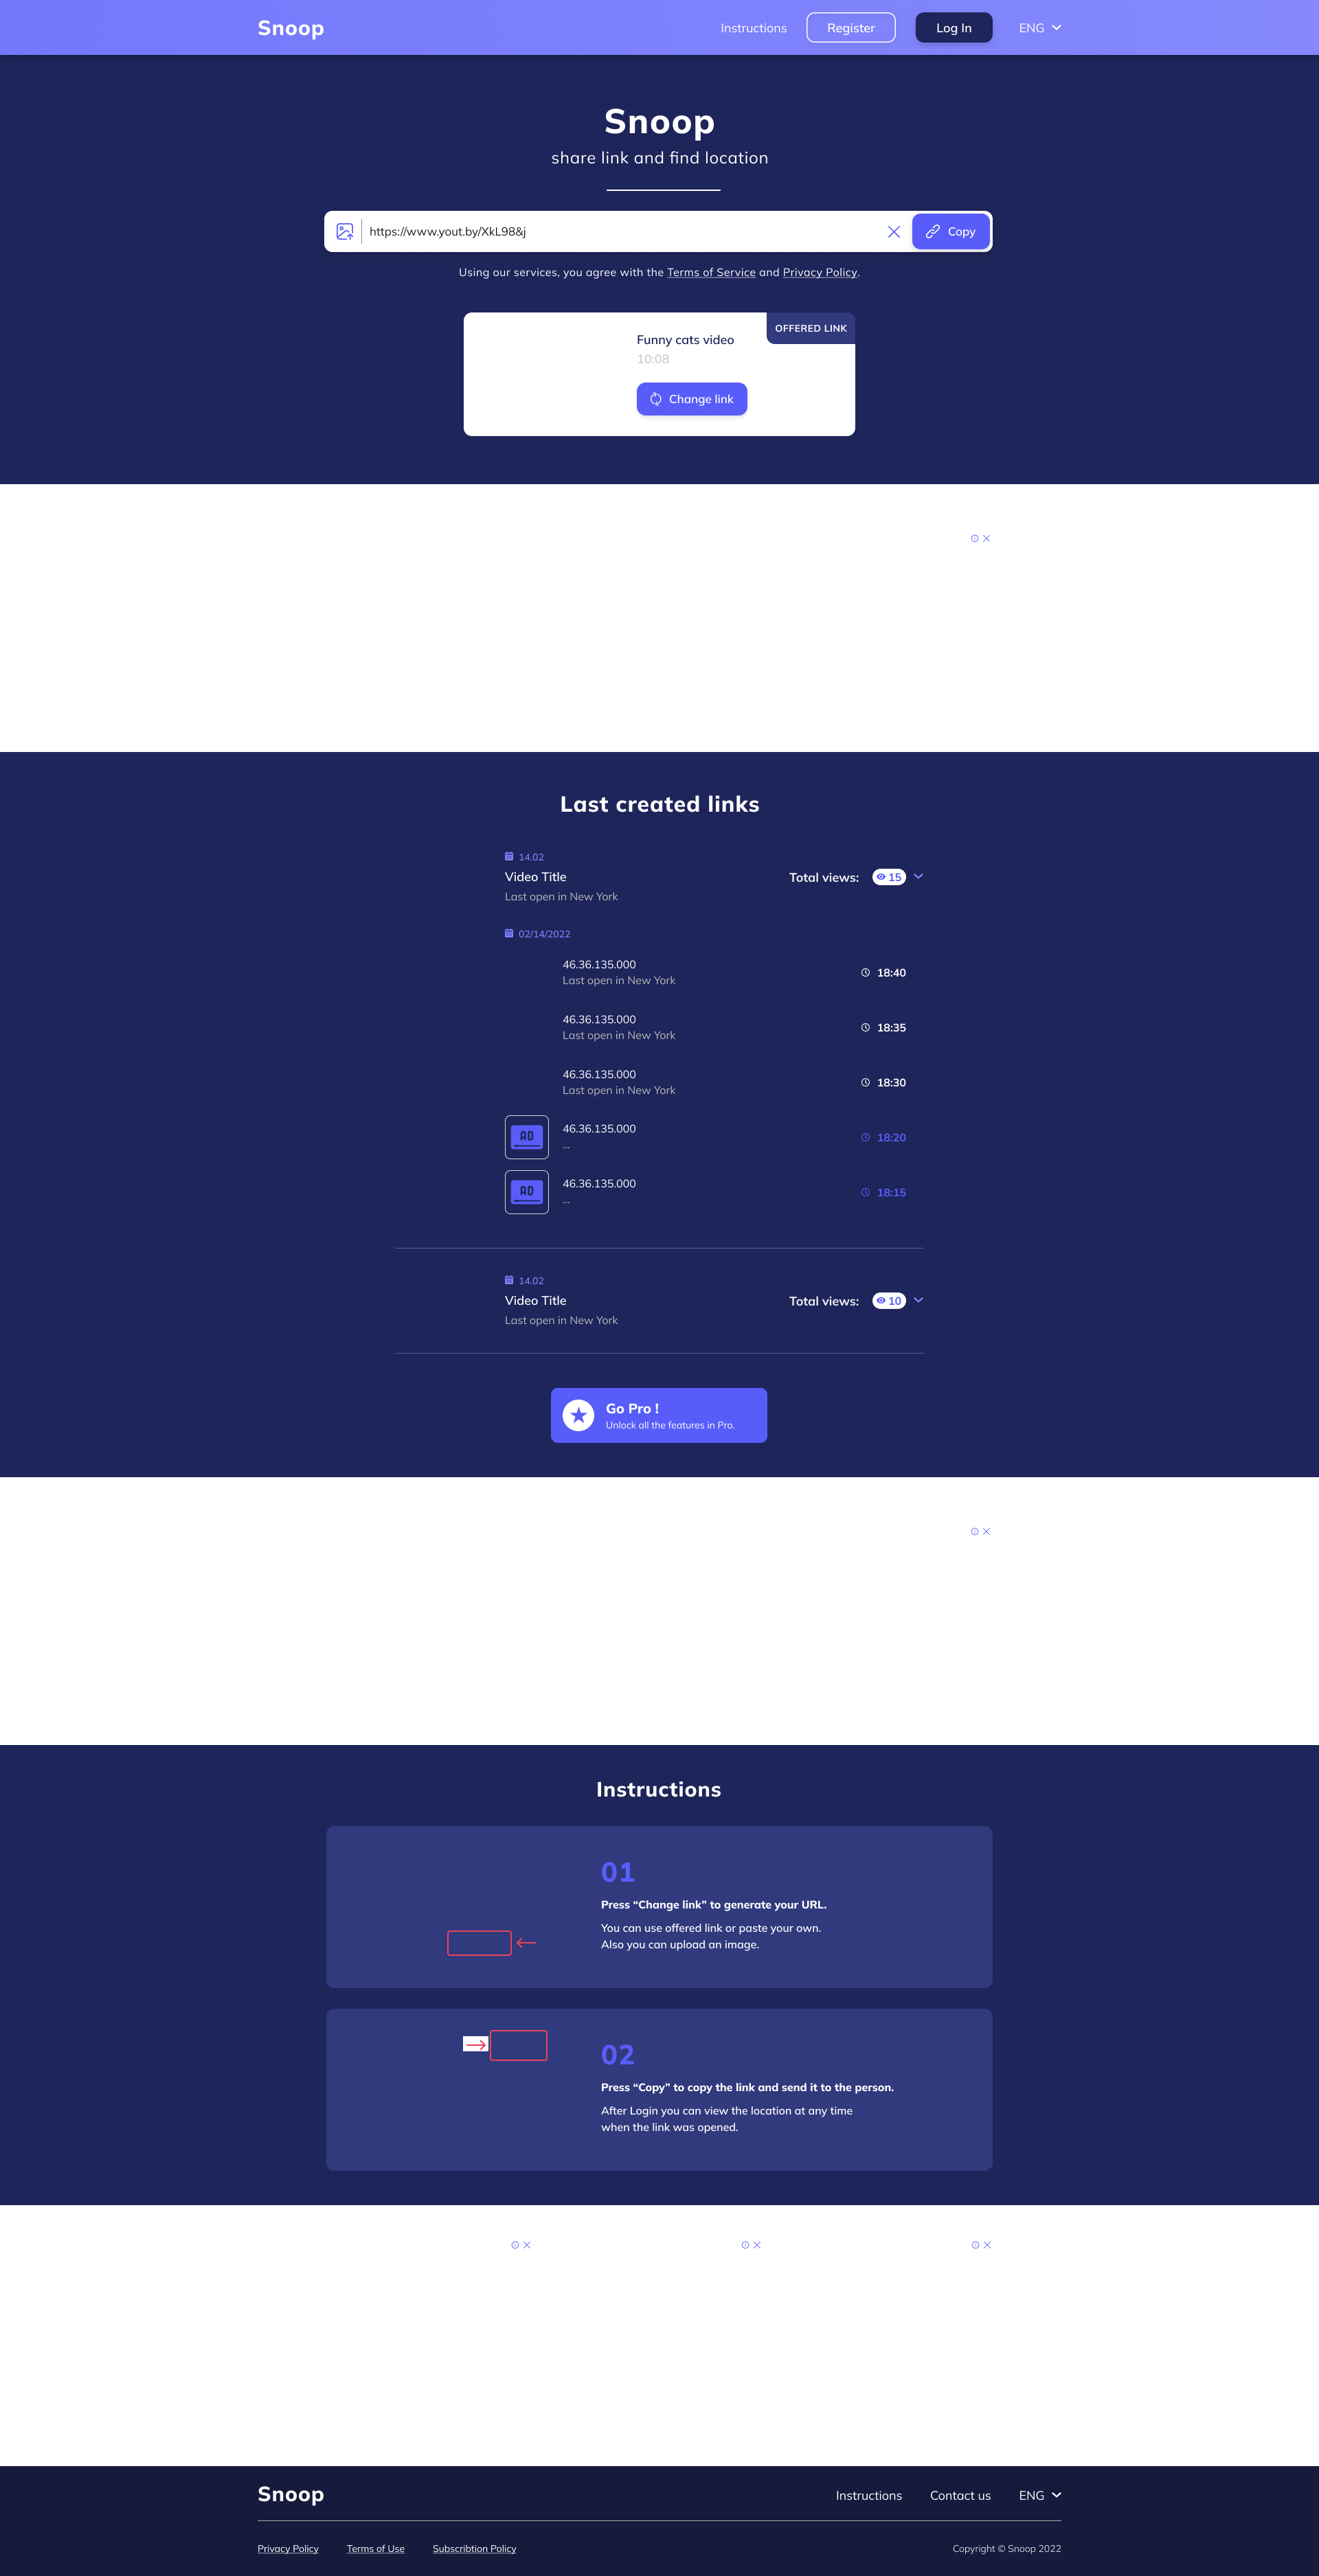 Snoop
Instructions
Register
Log In
ENG
Snoop
share link and find location
https://www.yout.by/XkL98&j
Copy
Using our services, you agree with the Terms of Service and Privacy Policy.
OFFERED LINK
Funny cats video
10:08
Change link
Last created links
14.02
Video Title
Total views: 15
Last open in New York
02/14/2022
46.36.135.000
Last open in New York
18:40
46.36.135.000
Last open in New York
18:35
46.36.135.000
Last open in New York
18:30
AD
46.36.135.000
...
18:20
AD
46.36.135.000
...
18:15
14.02
Video Title
Total views: 10
Last open in New York
Go Pro !
Unlock all the features in Pro.
Instructions
01
Press “Change link” to generate your URL.
You can use offered link or paste your own.
Also you can upload an image.
02
Press “Copy” to copy the link and send it to the person.
After Login you can view the location at any time
when the link was opened.
Snoop
Instructions
Contact us
ENG
Privacy Policy
Terms of Use
Subscribtion Policy
Copyright © Snoop 2022